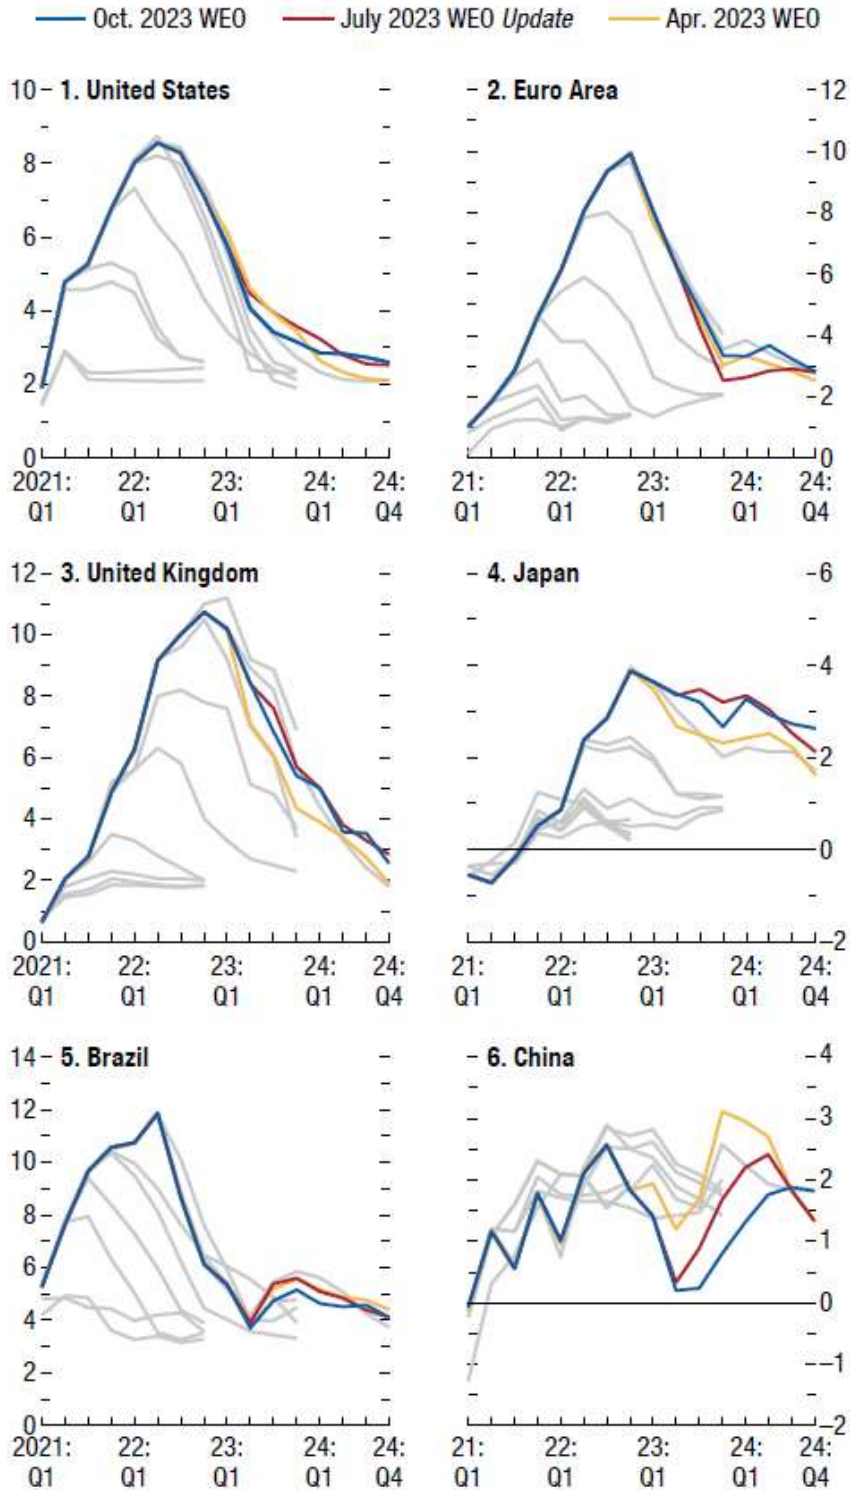 Oct. 2023 WEO July 2023 WEO Update Apr. 2023 WEO
10 1. United States
8
6
4
2
0
2021: 22: 23: 24: 24:
Q1 Q1 Q1 Q1 Q4
2. Euro Area 12
10
8
6
4
2
0
21: 22: 23: 24: 24:
Q1 Q1 Q1 Q1 Q4
12 3. United Kingdom
10
8
6
4
2
0
2021: 22: 23: 24: 24:
Q1 Q1 Q1 Q1 Q4
4. Japan 6
4
2
0
–2
21: 22: 23: 24: 24:
Q1 Q1 Q1 Q1 Q4
14 5. Brazil
12
10
8
6
4
2
0
2021: 22: 23: 24: 24:
Q1 Q1 Q1 Q1 Q4
6. China 4
3
2
1
0
–1
–2
21: 22: 23: 24: 24:
Q1 Q1 Q1 Q1 Q4